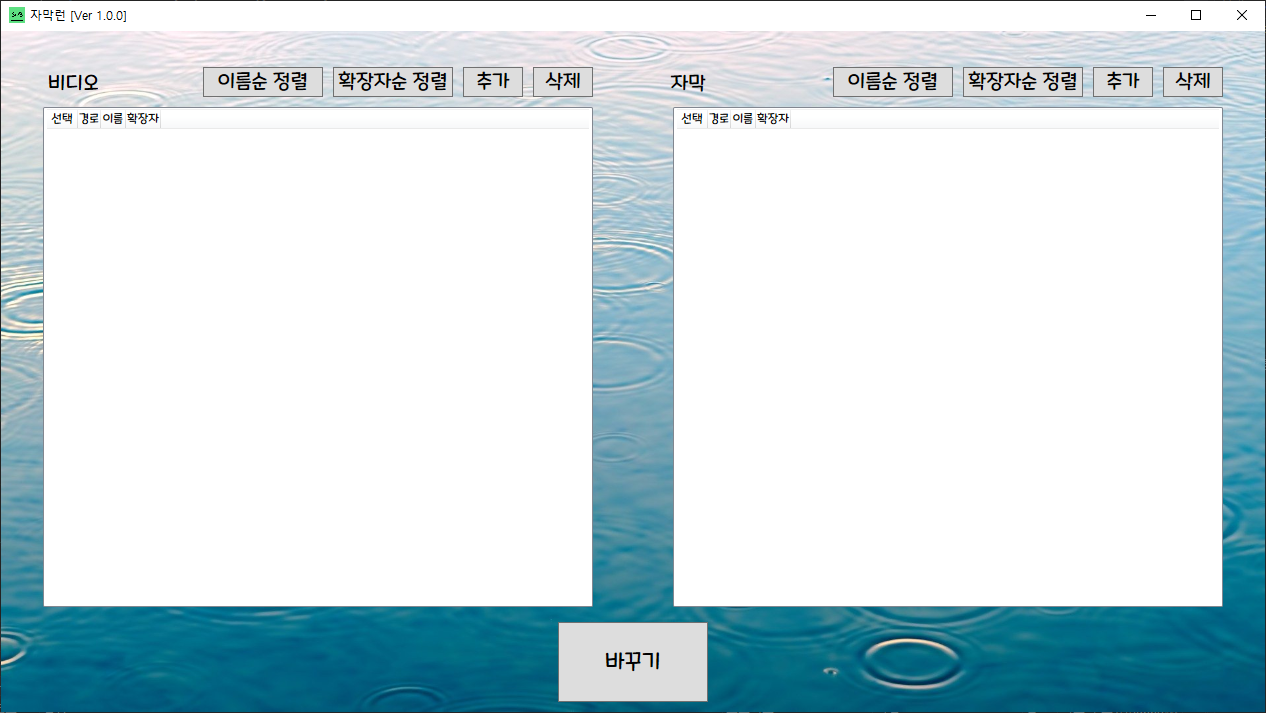 자막런 [Ver 1.0.0]
비디오 이름순 정렬 확장자순 정렬 추가 삭제
선택 경로 이름 확장자
자막 이름순 정렬 확장자순 정렬 추가 삭제
선택 경로 이름 확장자
바꾸기